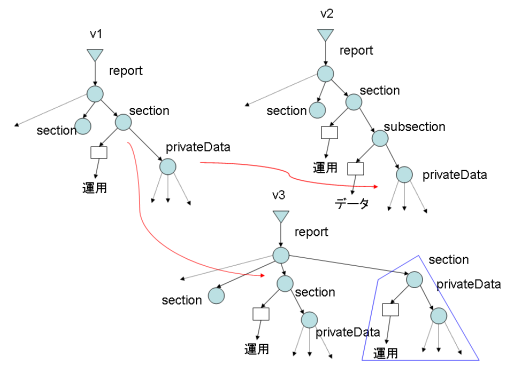 v1
report
section
section
privateData
運用
v2
report
section
section
subsection
運用
privateData
データ
v3
report
section
section
section
privateData
privateData
運用
運用